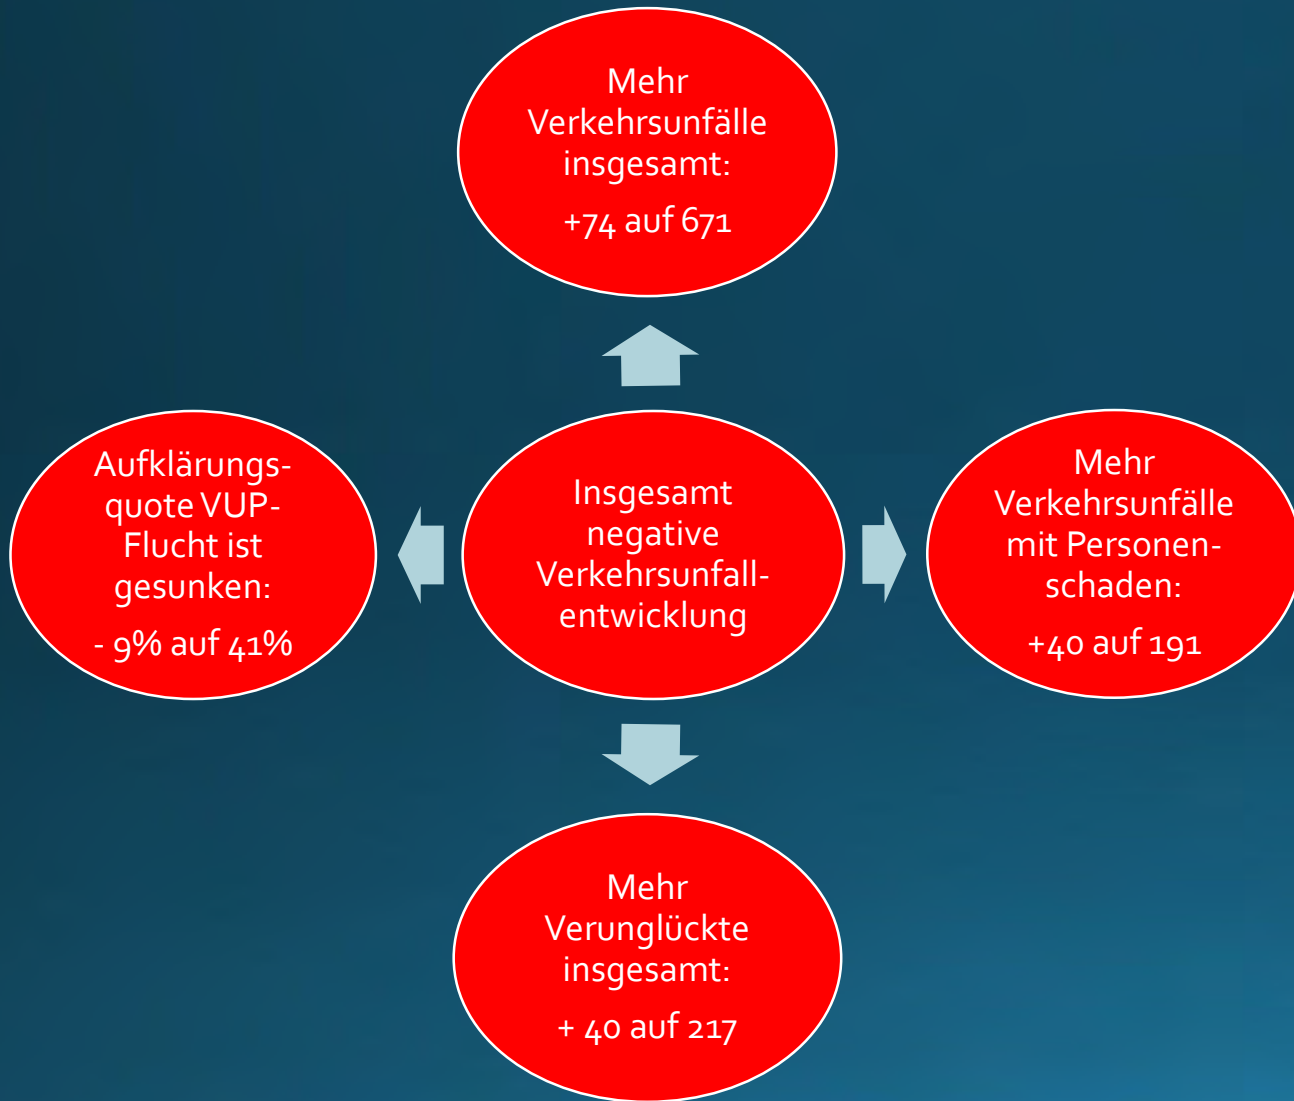 Mehr
Verkehrsunfälle
insgesamt:
+74 auf 671
Aufklärungs-
quote VUP-
Flucht ist
gesunken:
- 9% auf 41%
Insgesamt
negative
Verkehrsunfall-
entwicklung
Mehr
Verkehrsunfälle
mit Personen-
schaden:
+40 auf 191
Mehr
Verunglückte
insgesamt:
+ 40 auf 217